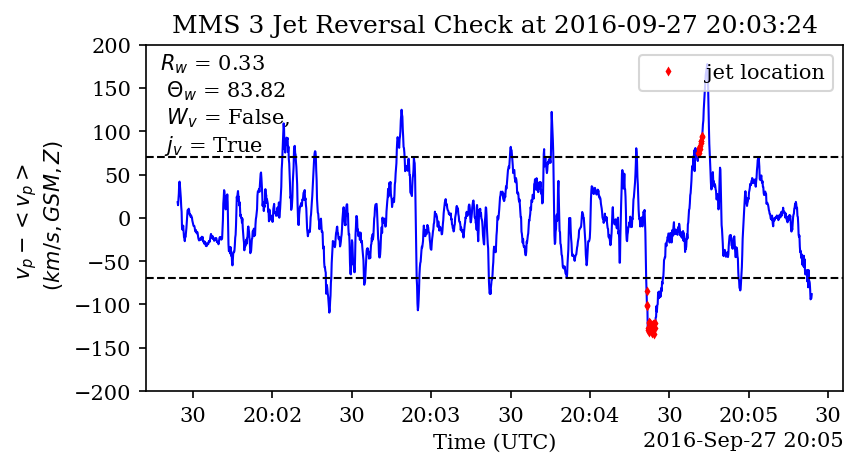 MMS 3 Jet Reversal Check at 2016-09-27 20:03:24
R_w = 0.33
Θ_w = 83.82
W_v = False,
j_v = True
jet location
200
150
100
50
0
−50
−100
−150
−200
v_p − < v_p >
(km/s, GSM, Z)
30 20:02 30 20:03 30 20:04 30 20:05 30
Time (UTC)
2016-Sep-27 20:05